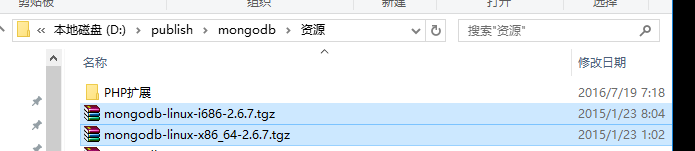 剪贴板 组织 新建 打开 选择
本地磁盘 (D:) publish mongodb 资源 搜索"资源"
名称 修改日期
PHP扩展 2016/7/19 7:18
mongodb-linux-i686-2.6.7.tgz 2015/1/23 8:04
mongodb-linux-x86_64-2.6.7.tgz 2015/1/23 1:02